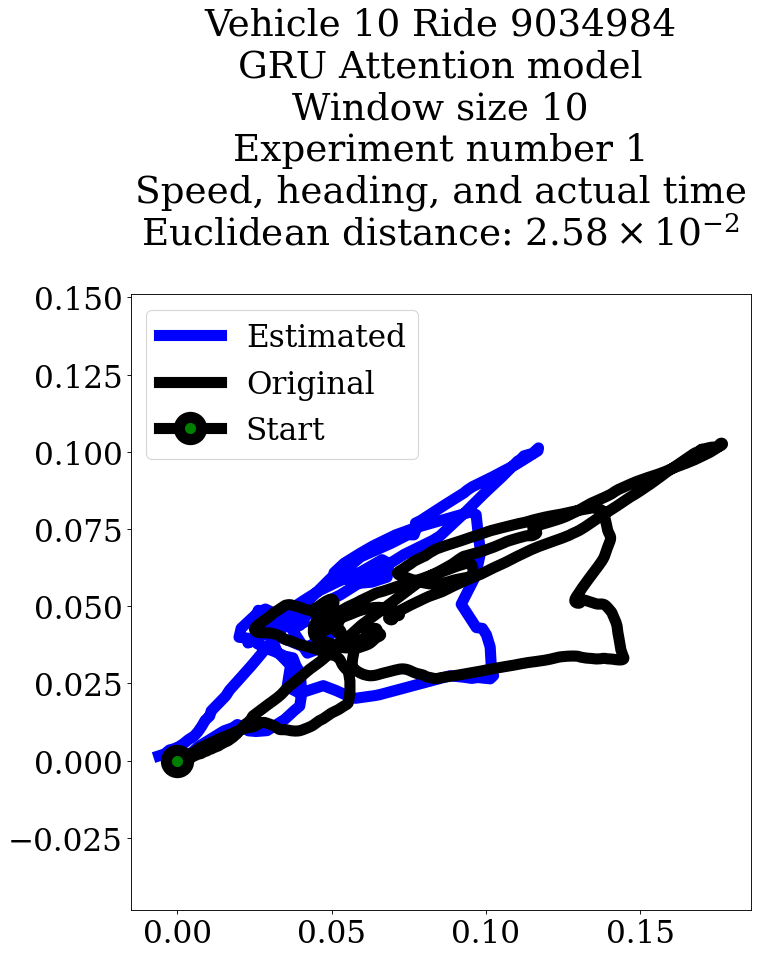 Vehicle 10 Ride 9034984
GRU Attention model
Window size 10
Experiment number 1
Speed, heading, and actual time
Euclidean distance: 2.58 × 10⁻²
0.150
Estimated
0.125
Original
Start
0.100
0.075
0.050
0.025
0.000
−0.025
0.00 0.05 0.10 0.15